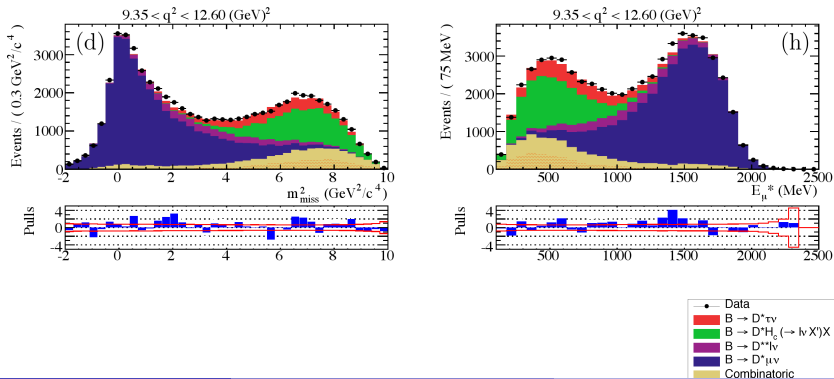 9.35 < q² < 12.60 (GeV)²
(d)
Events / (0.3 GeV²/c⁴)
3000
2000
1000
0
-2 0 2 4 6 8 10
m²miss (GeV²/c⁴)
Pulls
4
2
0
-2
-4
-2 0 2 4 6 8 10
9.35 < q² < 12.60 (GeV)²
(h)
Events / ( 75 MeV )
3000
2000
1000
0
500 1000 1500 2000 2500
Eμ* (MeV)
Pulls
4
2
0
-2
-4
500 1000 1500 2000 2500
Data
B → D*τν
B → D*Hc (→ lν X')X
B → D**lν
B → D*μν
Combinatoric